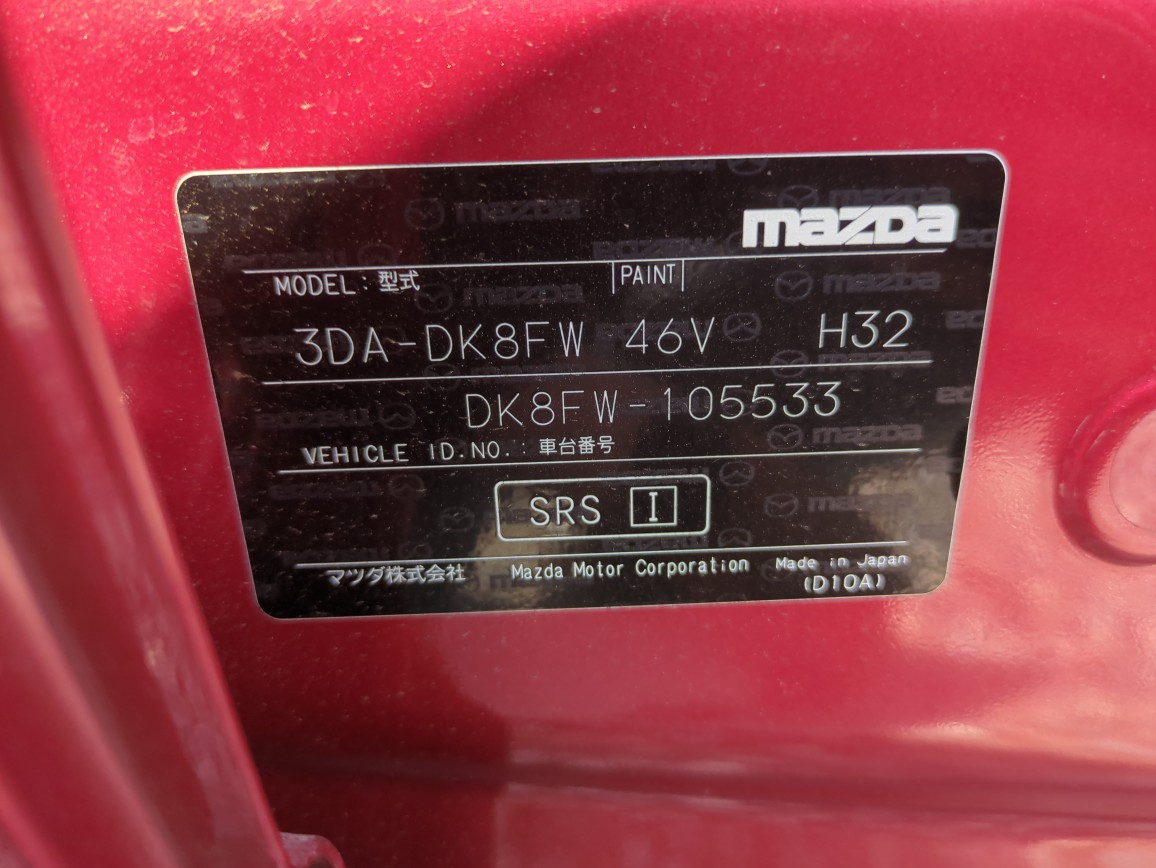 mazDa
MODEL : 型式 PAINT
3DA-DK8FW 46V H32
DK8FW-105533
VEHICLE ID.NO. : 車台番号
SRS I
マツダ株式会社 Mazda Motor Corporation Made in Japan
(D10A)